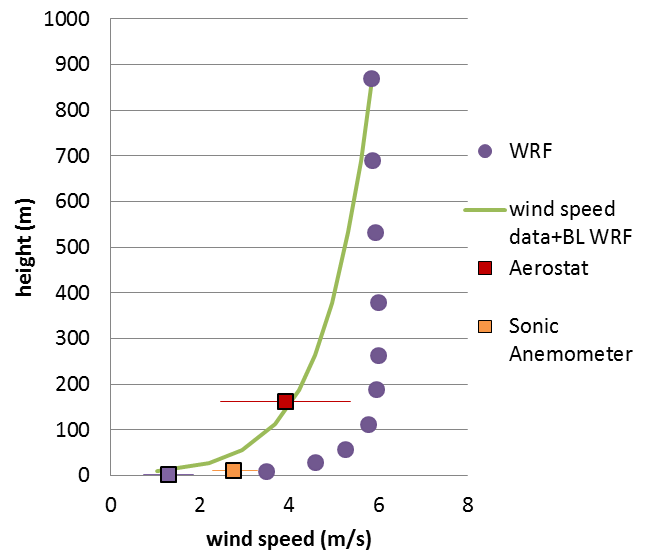 1000
900
800
700
600
500
400
300
200
100
0
height (m)
0 2 4 6 8
wind speed (m/s)
WRF
wind speed
data+BL WRF
Aerostat
Sonic
Anemometer